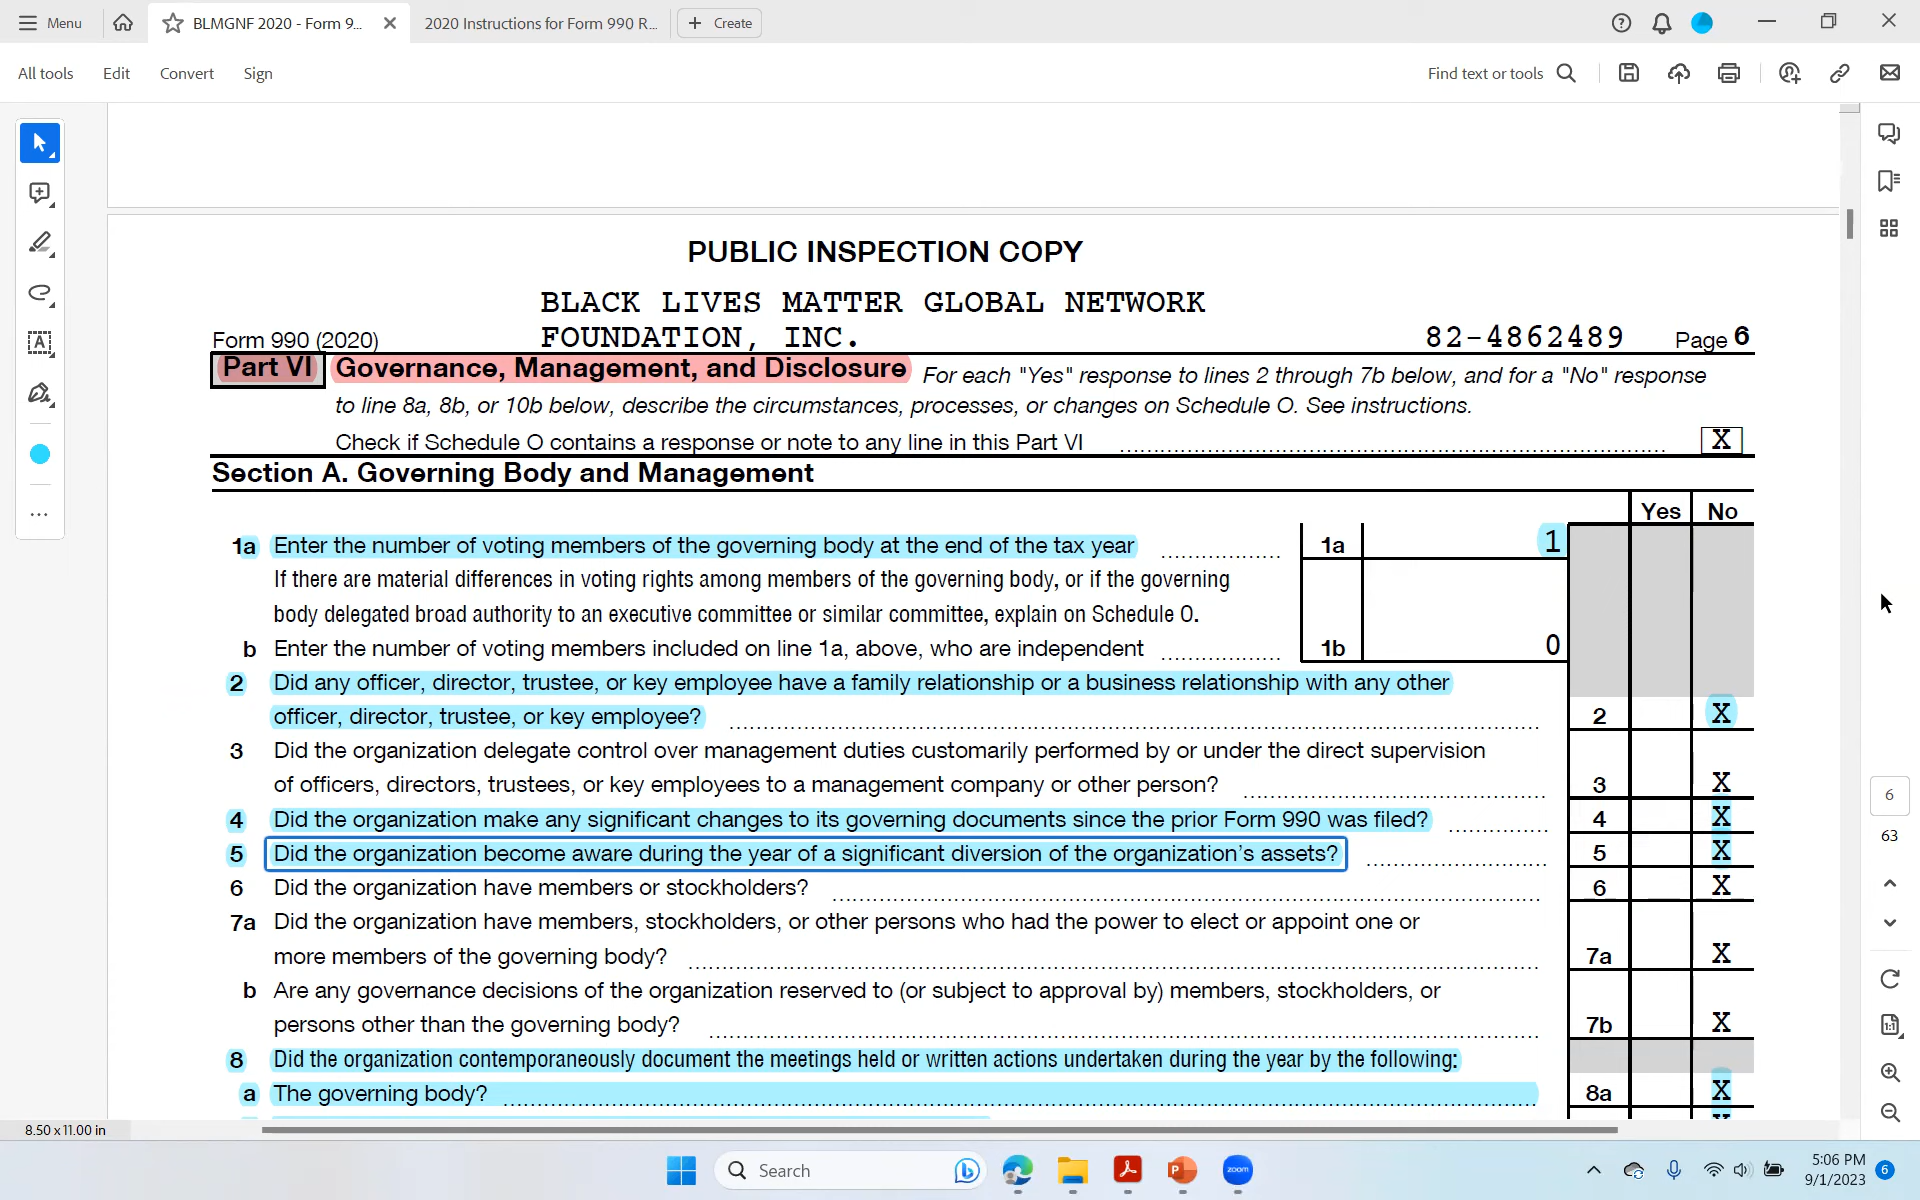 Menu
BLMGNF 2020 - Form 9...
2020 Instructions for Form 990 R...
Create
All tools
Edit
Convert
Sign
Find text or tools
PUBLIC INSPECTION COPY
BLACK LIVES MATTER GLOBAL NETWORK
Form 990 (2020) FOUNDATION, INC. 82-4862489 Page 6
Part VI Governance, Management, and Disclosure For each "Yes" response to lines 2 through 7b below, and for a "No" response
to line 8a, 8b, or 10b below, describe the circumstances, processes, or changes on Schedule O. See instructions.
Check if Schedule O contains a response or note to any line in this Part VI X
Section A. Governing Body and Management
Yes No
1a Enter the number of voting members of the governing body at the end of the tax year 1a 1
If there are material differences in voting rights among members of the governing body, or if the governing
body delegated broad authority to an executive committee or similar committee, explain on Schedule O.
b Enter the number of voting members included on line 1a, above, who are independent 1b 0
2 Did any officer, director, trustee, or key employee have a family relationship or a business relationship with any other
officer, director, trustee, or key employee? 2 X
3 Did the organization delegate control over management duties customarily performed by or under the direct supervision
of officers, directors, trustees, or key employees to a management company or other person? 3 X
4 Did the organization make any significant changes to its governing documents since the prior Form 990 was filed? 4 X
5 Did the organization become aware during the year of a significant diversion of the organization's assets? 5 X
6 Did the organization have members or stockholders? 6 X
7a Did the organization have members, stockholders, or other persons who had the power to elect or appoint one or
more members of the governing body? 7a X
b Are any governance decisions of the organization reserved to (or subject to approval by) members, stockholders, or
persons other than the governing body? 7b X
8 Did the organization contemporaneously document the meetings held or written actions undertaken during the year by the following:
a The governing body? 8a X
6
63
8.50 x 11.00 in
Search
zoom
5:06 PM
9/1/2023
6